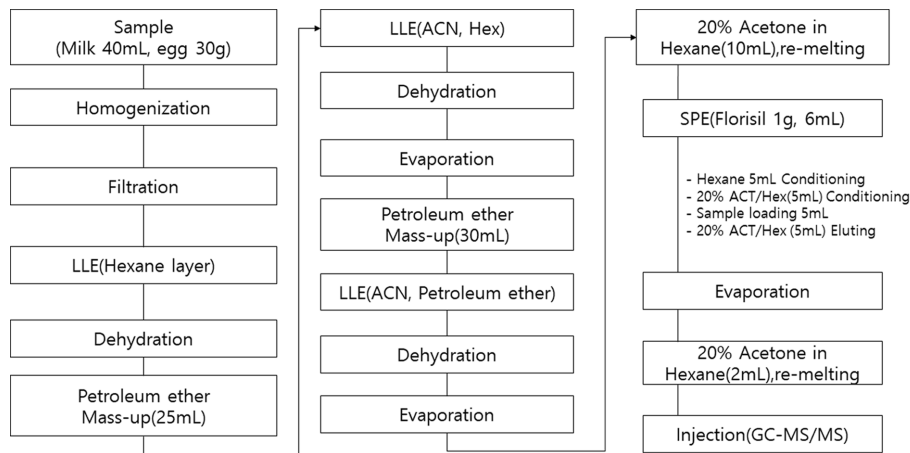 Sample
(Milk 40mL, egg 30g)
Homogenization
Filtration
LLE(Hexane layer)
Dehydration
Petroleum ether
Mass-up(25mL)
LLE(ACN, Hex)
Dehydration
Evaporation
Petroleum ether
Mass-up(30mL)
LLE(ACN, Petroleum ether)
Dehydration
Evaporation
20% Acetone in
Hexane(10mL),re-melting
SPE(Florisil 1g, 6mL)
- Hexane 5mL Conditioning
- 20% ACT/Hex(5mL) Conditioning
- Sample loading 5mL
- 20% ACT/Hex (5mL) Eluting
Evaporation
20% Acetone in
Hexane(2mL),re-melting
Injection(GC-MS/MS)